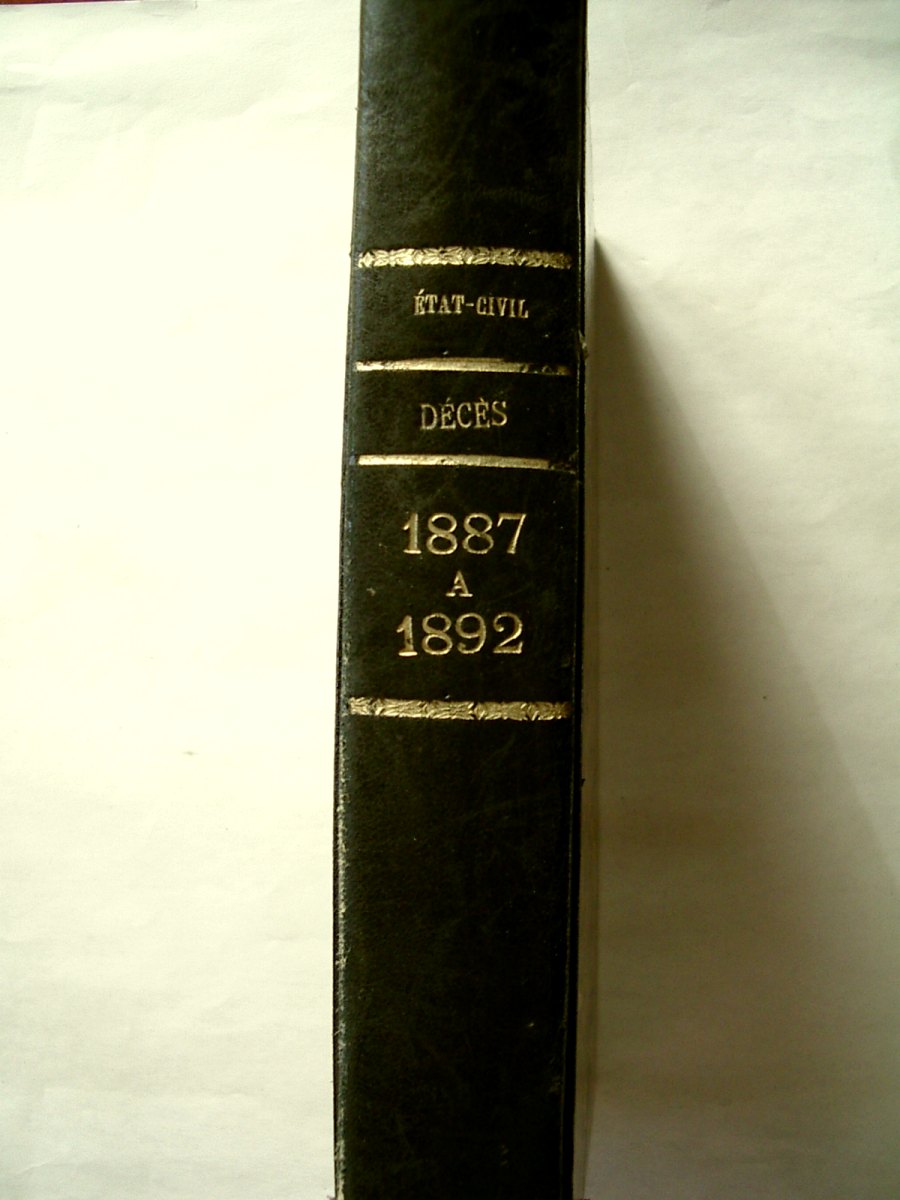 ÉTAT-CIVIL
DÉCÈS
1887
A
1892